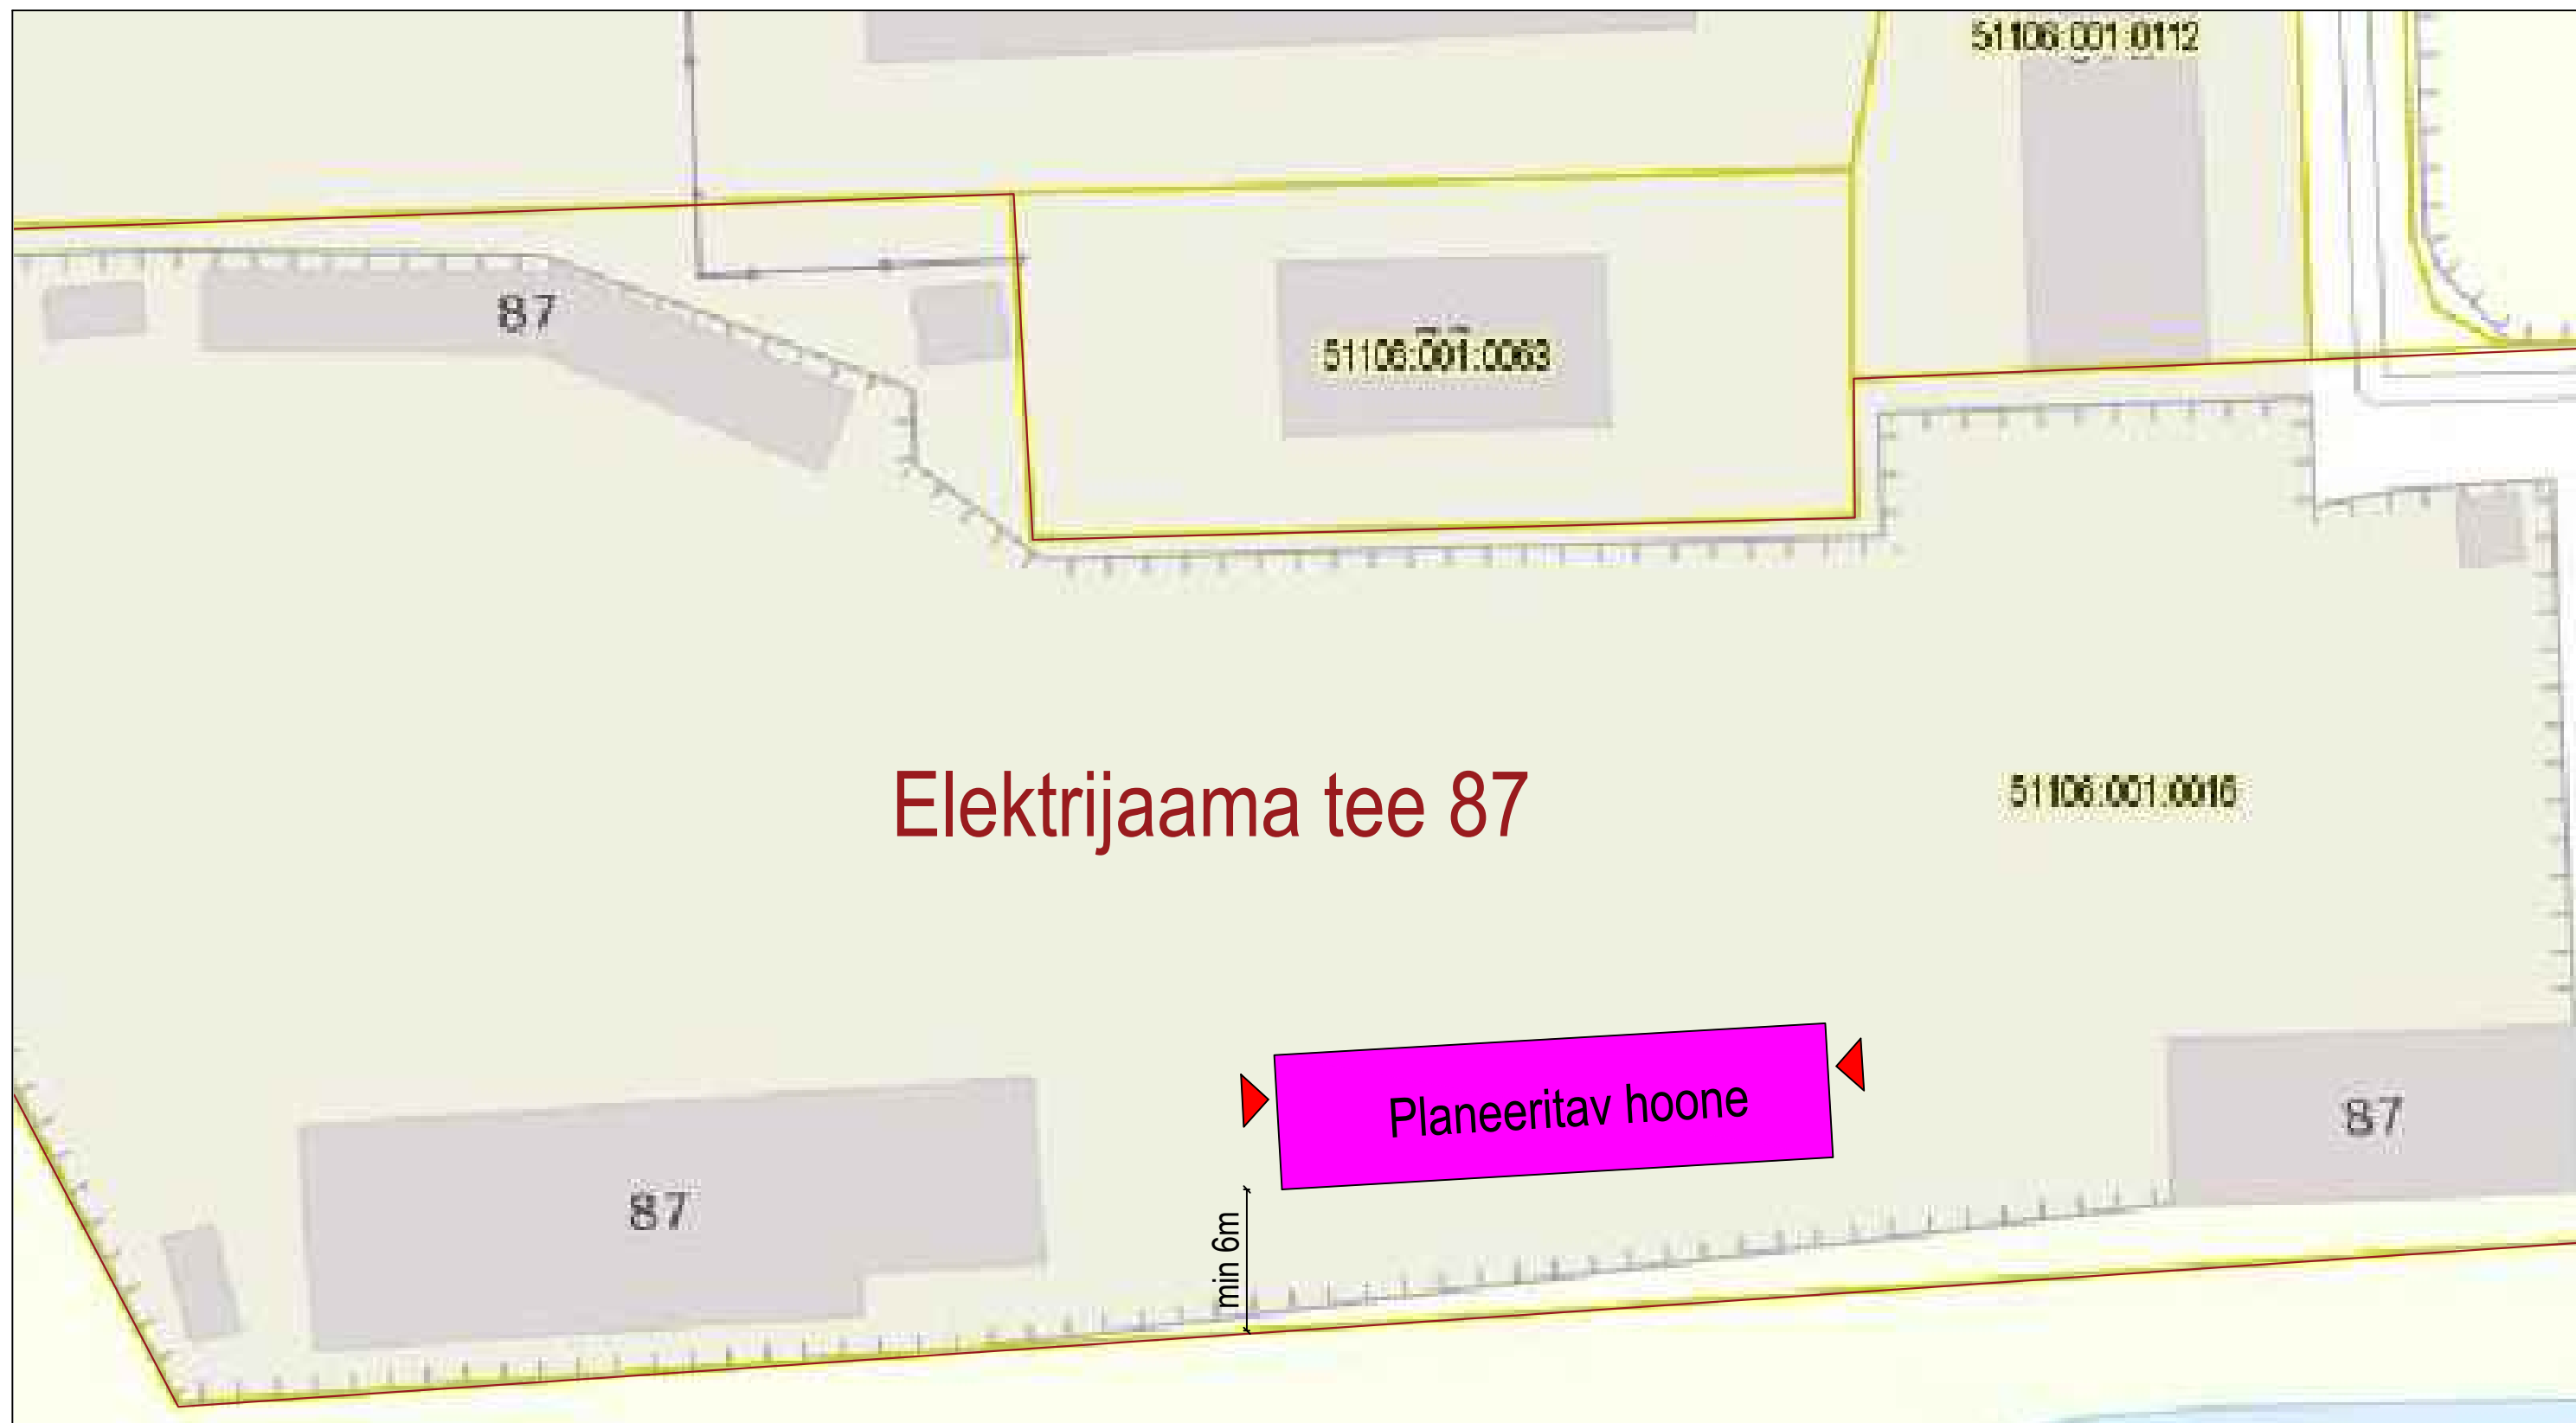 51106:001:0112
87
51106:001:0063
Elektrijaama tee 87
51106:001:0016
Planeeritav hoone
87
87
min 6m